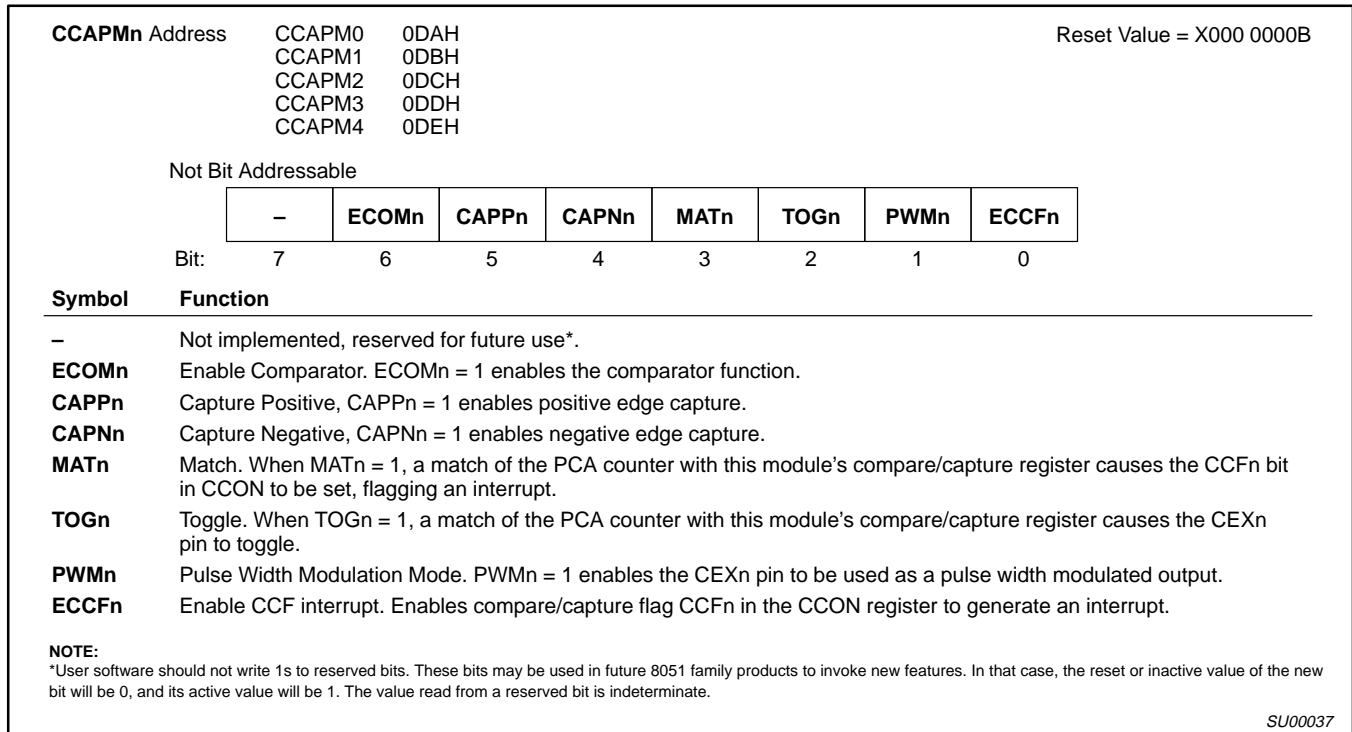 CCAPMn Address CCAPM0 0DAH Reset Value = X000 0000B
CCAPM1 0DBH
CCAPM2 0DCH
CCAPM3 0DDH
CCAPM4 0DEH
Not Bit Addressable
– ECOMn CAPPn CAPNn MATn TOGn PWMn ECCFn
Bit: 7 6 5 4 3 2 1 0
Symbol Function
– Not implemented, reserved for future use*.
ECOMn Enable Comparator. ECOMn = 1 enables the comparator function.
CAPPn Capture Positive, CAPPn = 1 enables positive edge capture.
CAPNn Capture Negative, CAPNn = 1 enables negative edge capture.
MATn Match. When MATn = 1, a match of the PCA counter with this module's compare/capture register causes the CCFn bit
in CCON to be set, flagging an interrupt.
TOGn Toggle. When TOGn = 1, a match of the PCA counter with this module's compare/capture register causes the CEXn
pin to toggle.
PWMn Pulse Width Modulation Mode. PWMn = 1 enables the CEXn pin to be used as a pulse width modulated output.
ECCFn Enable CCF interrupt. Enables compare/capture flag CCFn in the CCON register to generate an interrupt.
NOTE:
*User software should not write 1s to reserved bits. These bits may be used in future 8051 family products to invoke new features. In that case, the reset or inactive value of the new
bit will be 0, and its active value will be 1. The value read from a reserved bit is indeterminate.
SU00037